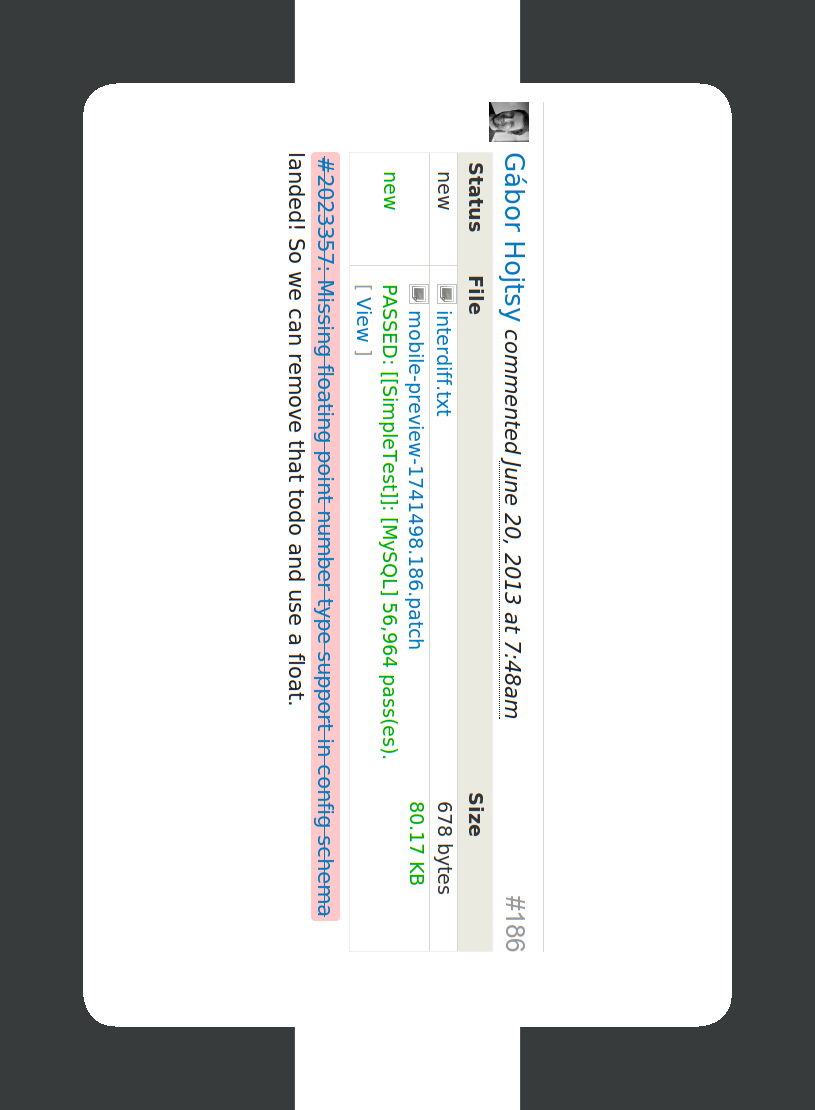 Gábor Hojtsy commented June 20, 2013 at 7:48am #186
Status File Size
new interdiff.txt 678 bytes
mobile-preview-1741498.186.patch 80.17 KB
new PASSED: [[SimpleTest]]: [MySQL] 56,964 pass(es).
[ View ]
#2023357: Missing floating point number type support in config schema
landed! So we can remove that todo and use a float.